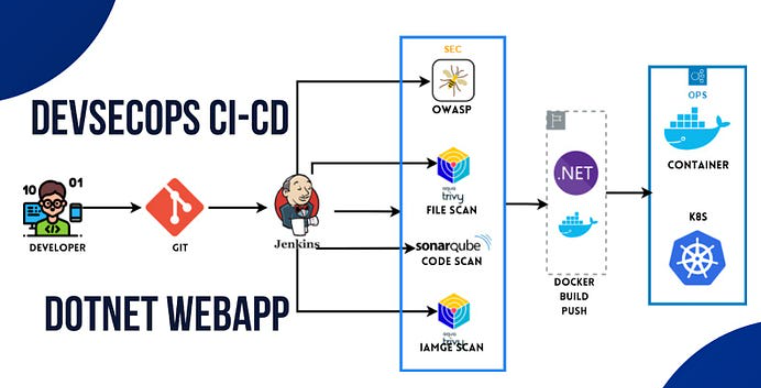 DEVSECOPS CI-CD
10 01
DEVELOPER
GIT
Jenkins
DOTNET WEBAPP
SEC
OWASP
aqua
trivy
FILE SCAN
sonarqube
CODE SCAN
aqua
trivy
IAMGE SCAN
.NET
DOCKER
BUILD
PUSH
OPS
CONTAINER
K8S